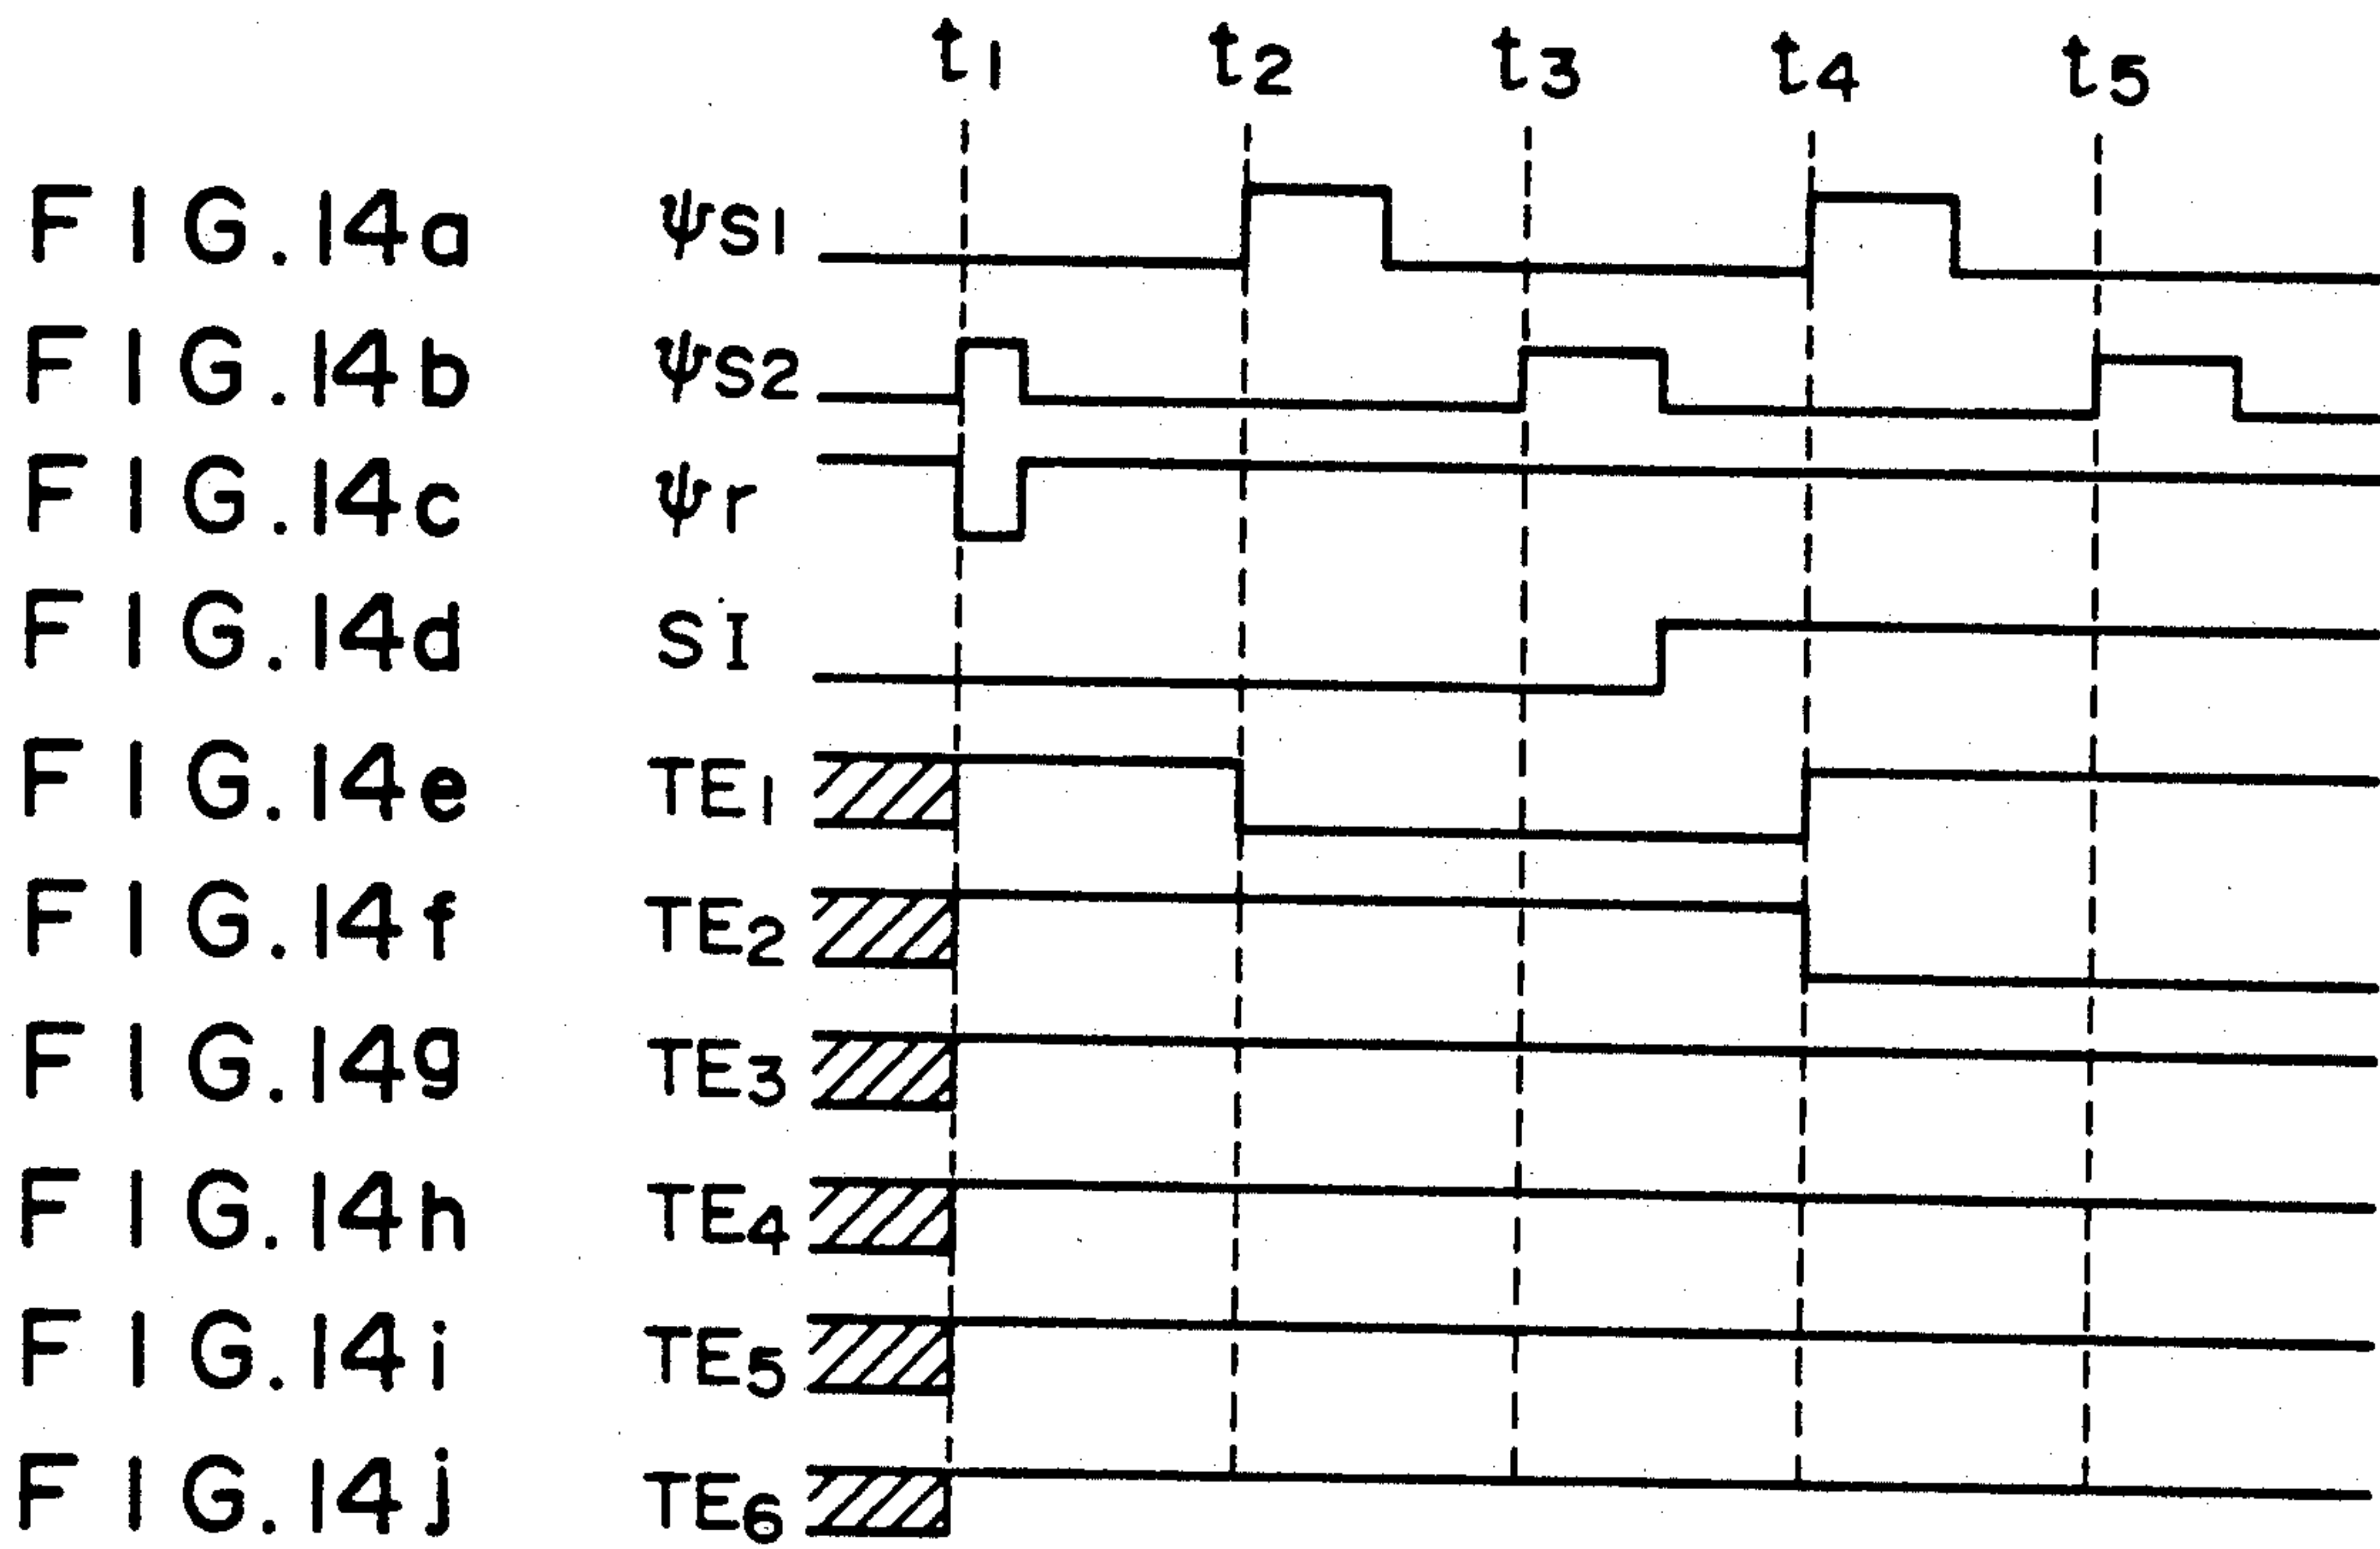 t1 t2 t3 t4 t5
FIG.14a ψS1
FIG.14b ψS2
FIG.14c ψr
FIG.14d SI
FIG.14e TE1
FIG.14f TE2
FIG.14g TE3
FIG.14h TE4
FIG.14i TE5
FIG.14j TE6